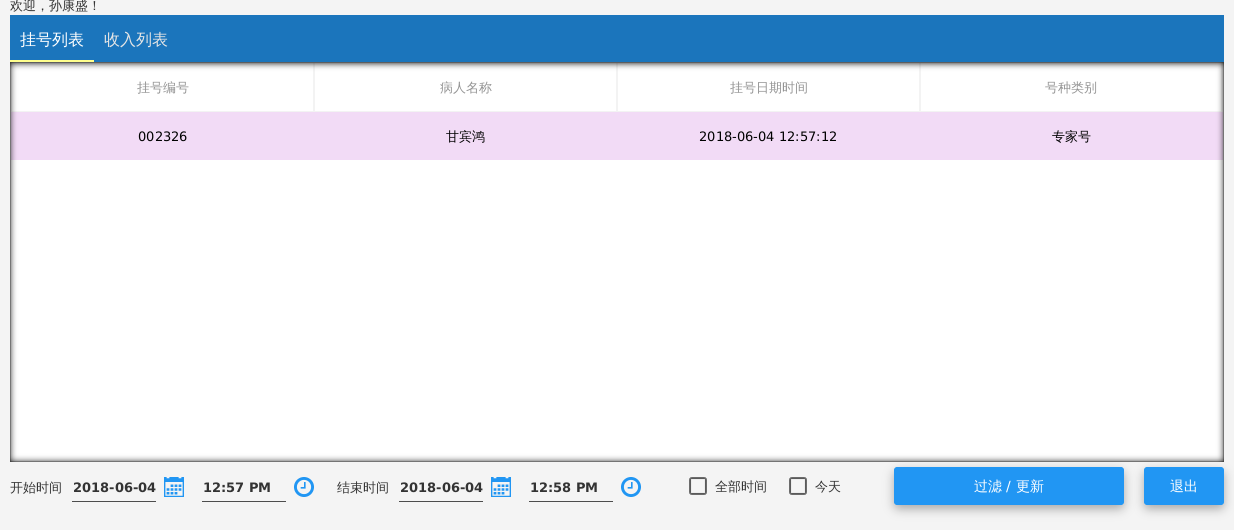 欢迎，孙康盛！
挂号列表 收入列表
挂号编号 病人名称 挂号日期时间 号种类别
002326 甘宾鸿 2018-06-04 12:57:12 专家号
开始时间 2018-06-04 12:57 PM 结束时间 2018-06-04 12:58 PM 全部时间 今天 过滤 / 更新 退出